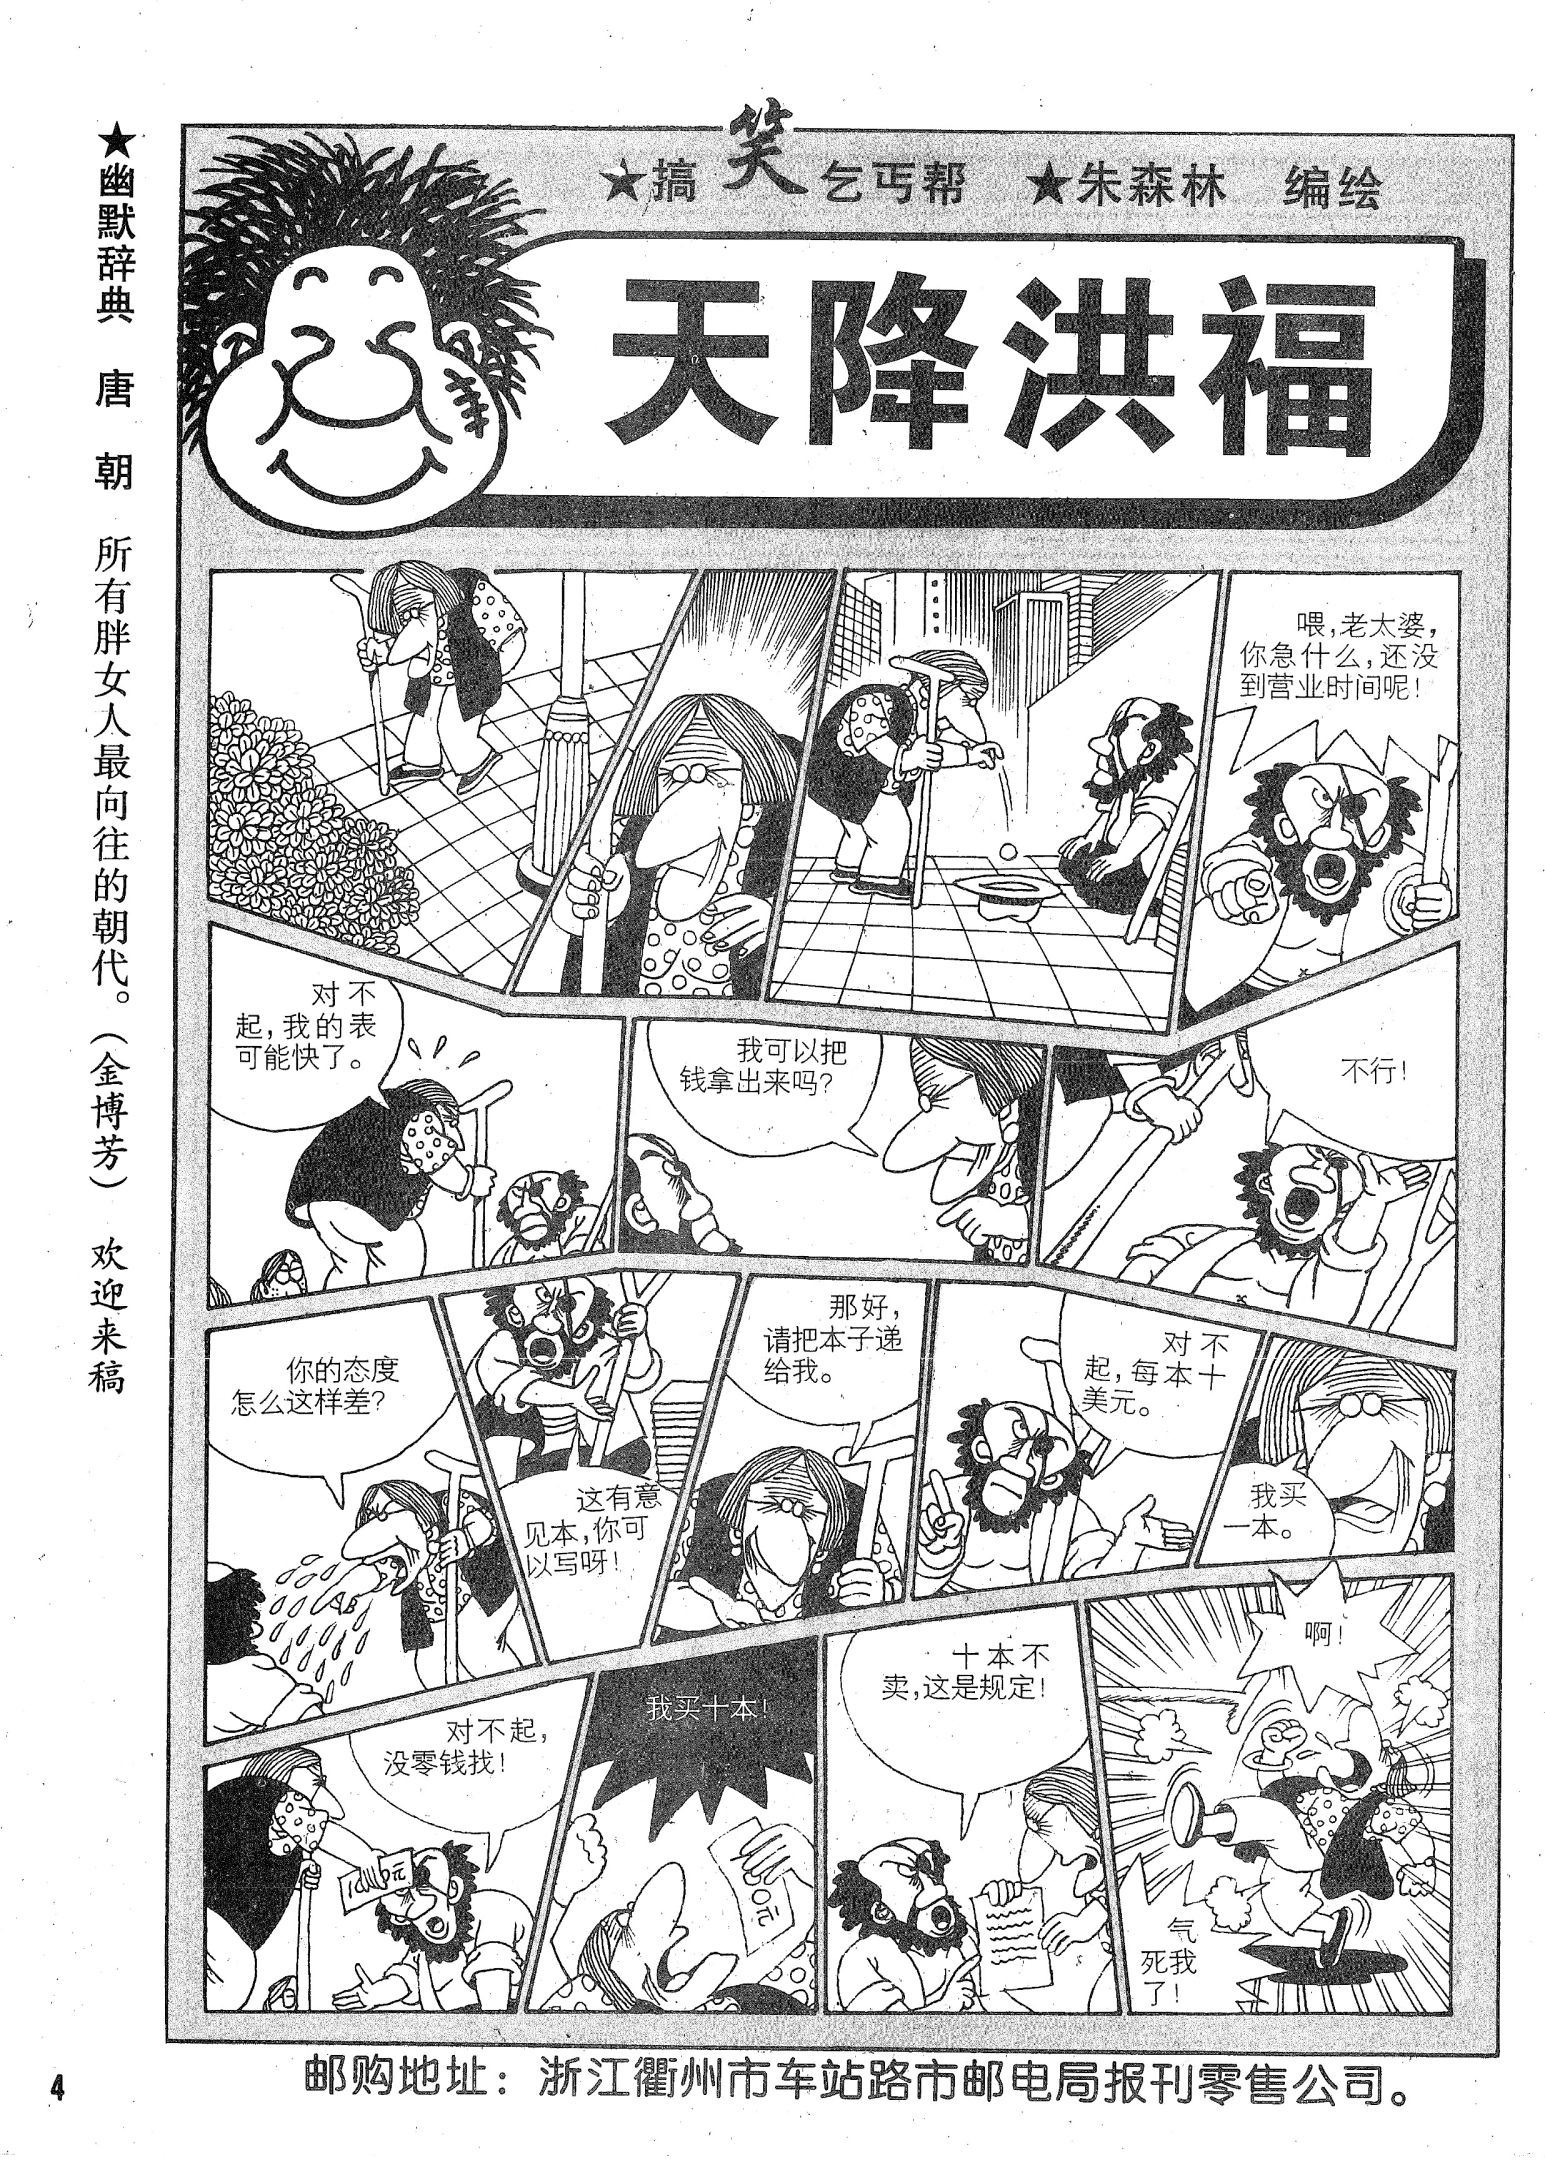 ★搞笑乞丐帮 ★朱森林 编绘
天降洪福
★幽默辞典 唐 朝 所有胖女人最向往的朝代。(金博芳) 欢迎来稿
喂,老太婆,
你急什么,还没
到营业时间呢!
对不
起,我的表
可能快了。
我可以把
钱拿出来吗?
不行!
你的态度
怎么这样差?
这有意
见本,你可
以写呀!
那好,
请把本子递
给我。
对不
起,每本十
美元。
我买
一本。
对不起,
没零钱找!
我买十本!
十本不
卖,这是规定!
啊!
气
死我
了!
邮购地址:浙江衢州市车站路市邮电局报刊零售公司。
4